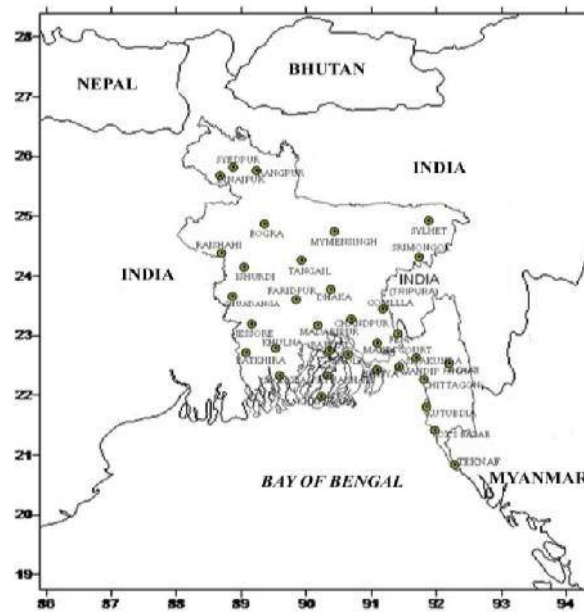 28
BHUTAN
NEPAL
27
26
SYEDPUR
RANGPUR
DINAJPUR
INDIA
25
BOGRA
MYMENSINGH
SYLHET
RAJSHAHI
SRIMONGOL
24
INDIA
ISHURDI
TANGAIL
INDIA
(TRIPURA)
FARIDPUR
DHAKA
CHUADANGA
COMILLA
23
CHANDPUR
MADARIPUR
FENI
JESSORE
KHULNA
COURT
SATKHIRA
CHITTAGONG
22
KUTUBDIA
COX'S BAZAR
21
TEKNAF
BAY OF BENGAL
MYANMAR
20
19
86 87 88 89 90 91 92 93 94